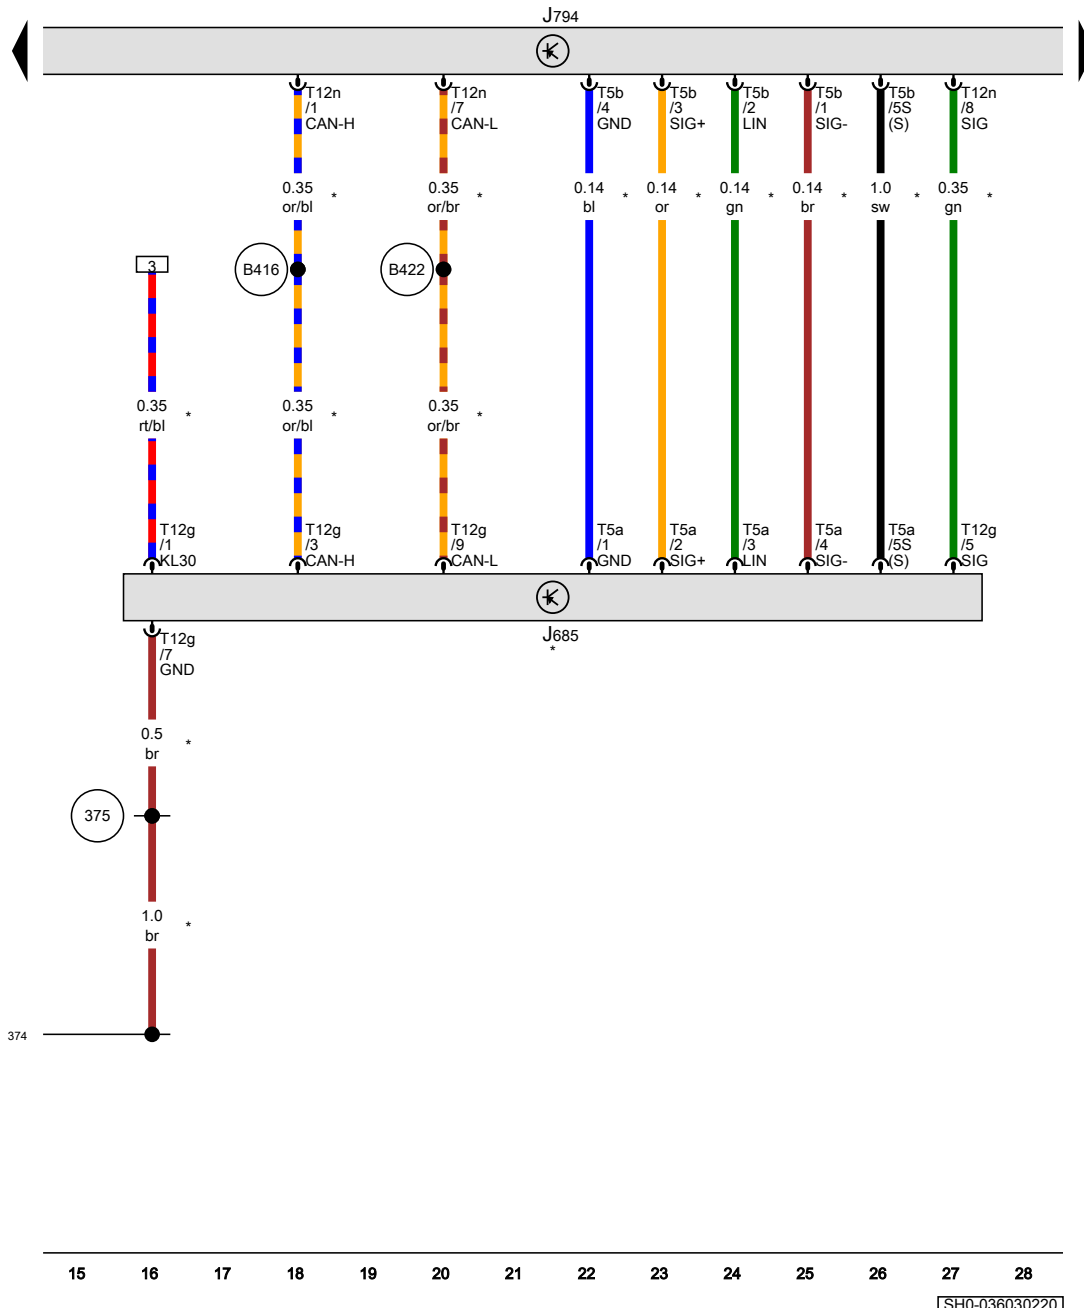 J794
T12n
/1
CAN-H
T12n
/7
CAN-L
T5b
/4
GND
T5b
/3
SIG+
T5b
/2
LIN
T5b
/1
SIG-
T5b
/5S
(S)
T12n
/8
SIG
0.35
or/bl
*
0.35
or/br
*
0.14
bl
*
0.14
or
*
0.14
gn
*
0.14
br
*
1.0
sw
*
0.35
gn
*
3
B416
B422
0.35
rt/bl
*
0.35
or/bl
*
0.35
or/br
*
T12g
/1
KL30
T12g
/3
CAN-H
T12g
/9
CAN-L
T5a
/1
GND
T5a
/2
SIG+
T5a
/3
LIN
T5a
/4
SIG-
T5a
/5S
(S)
T12g
/5
SIG
J685
*
T12g
/7
GND
0.5
br
*
375
1.0
br
*
374
15 16 17 18 19 20 21 22 23 24 25 26 27 28
SH0-036030220